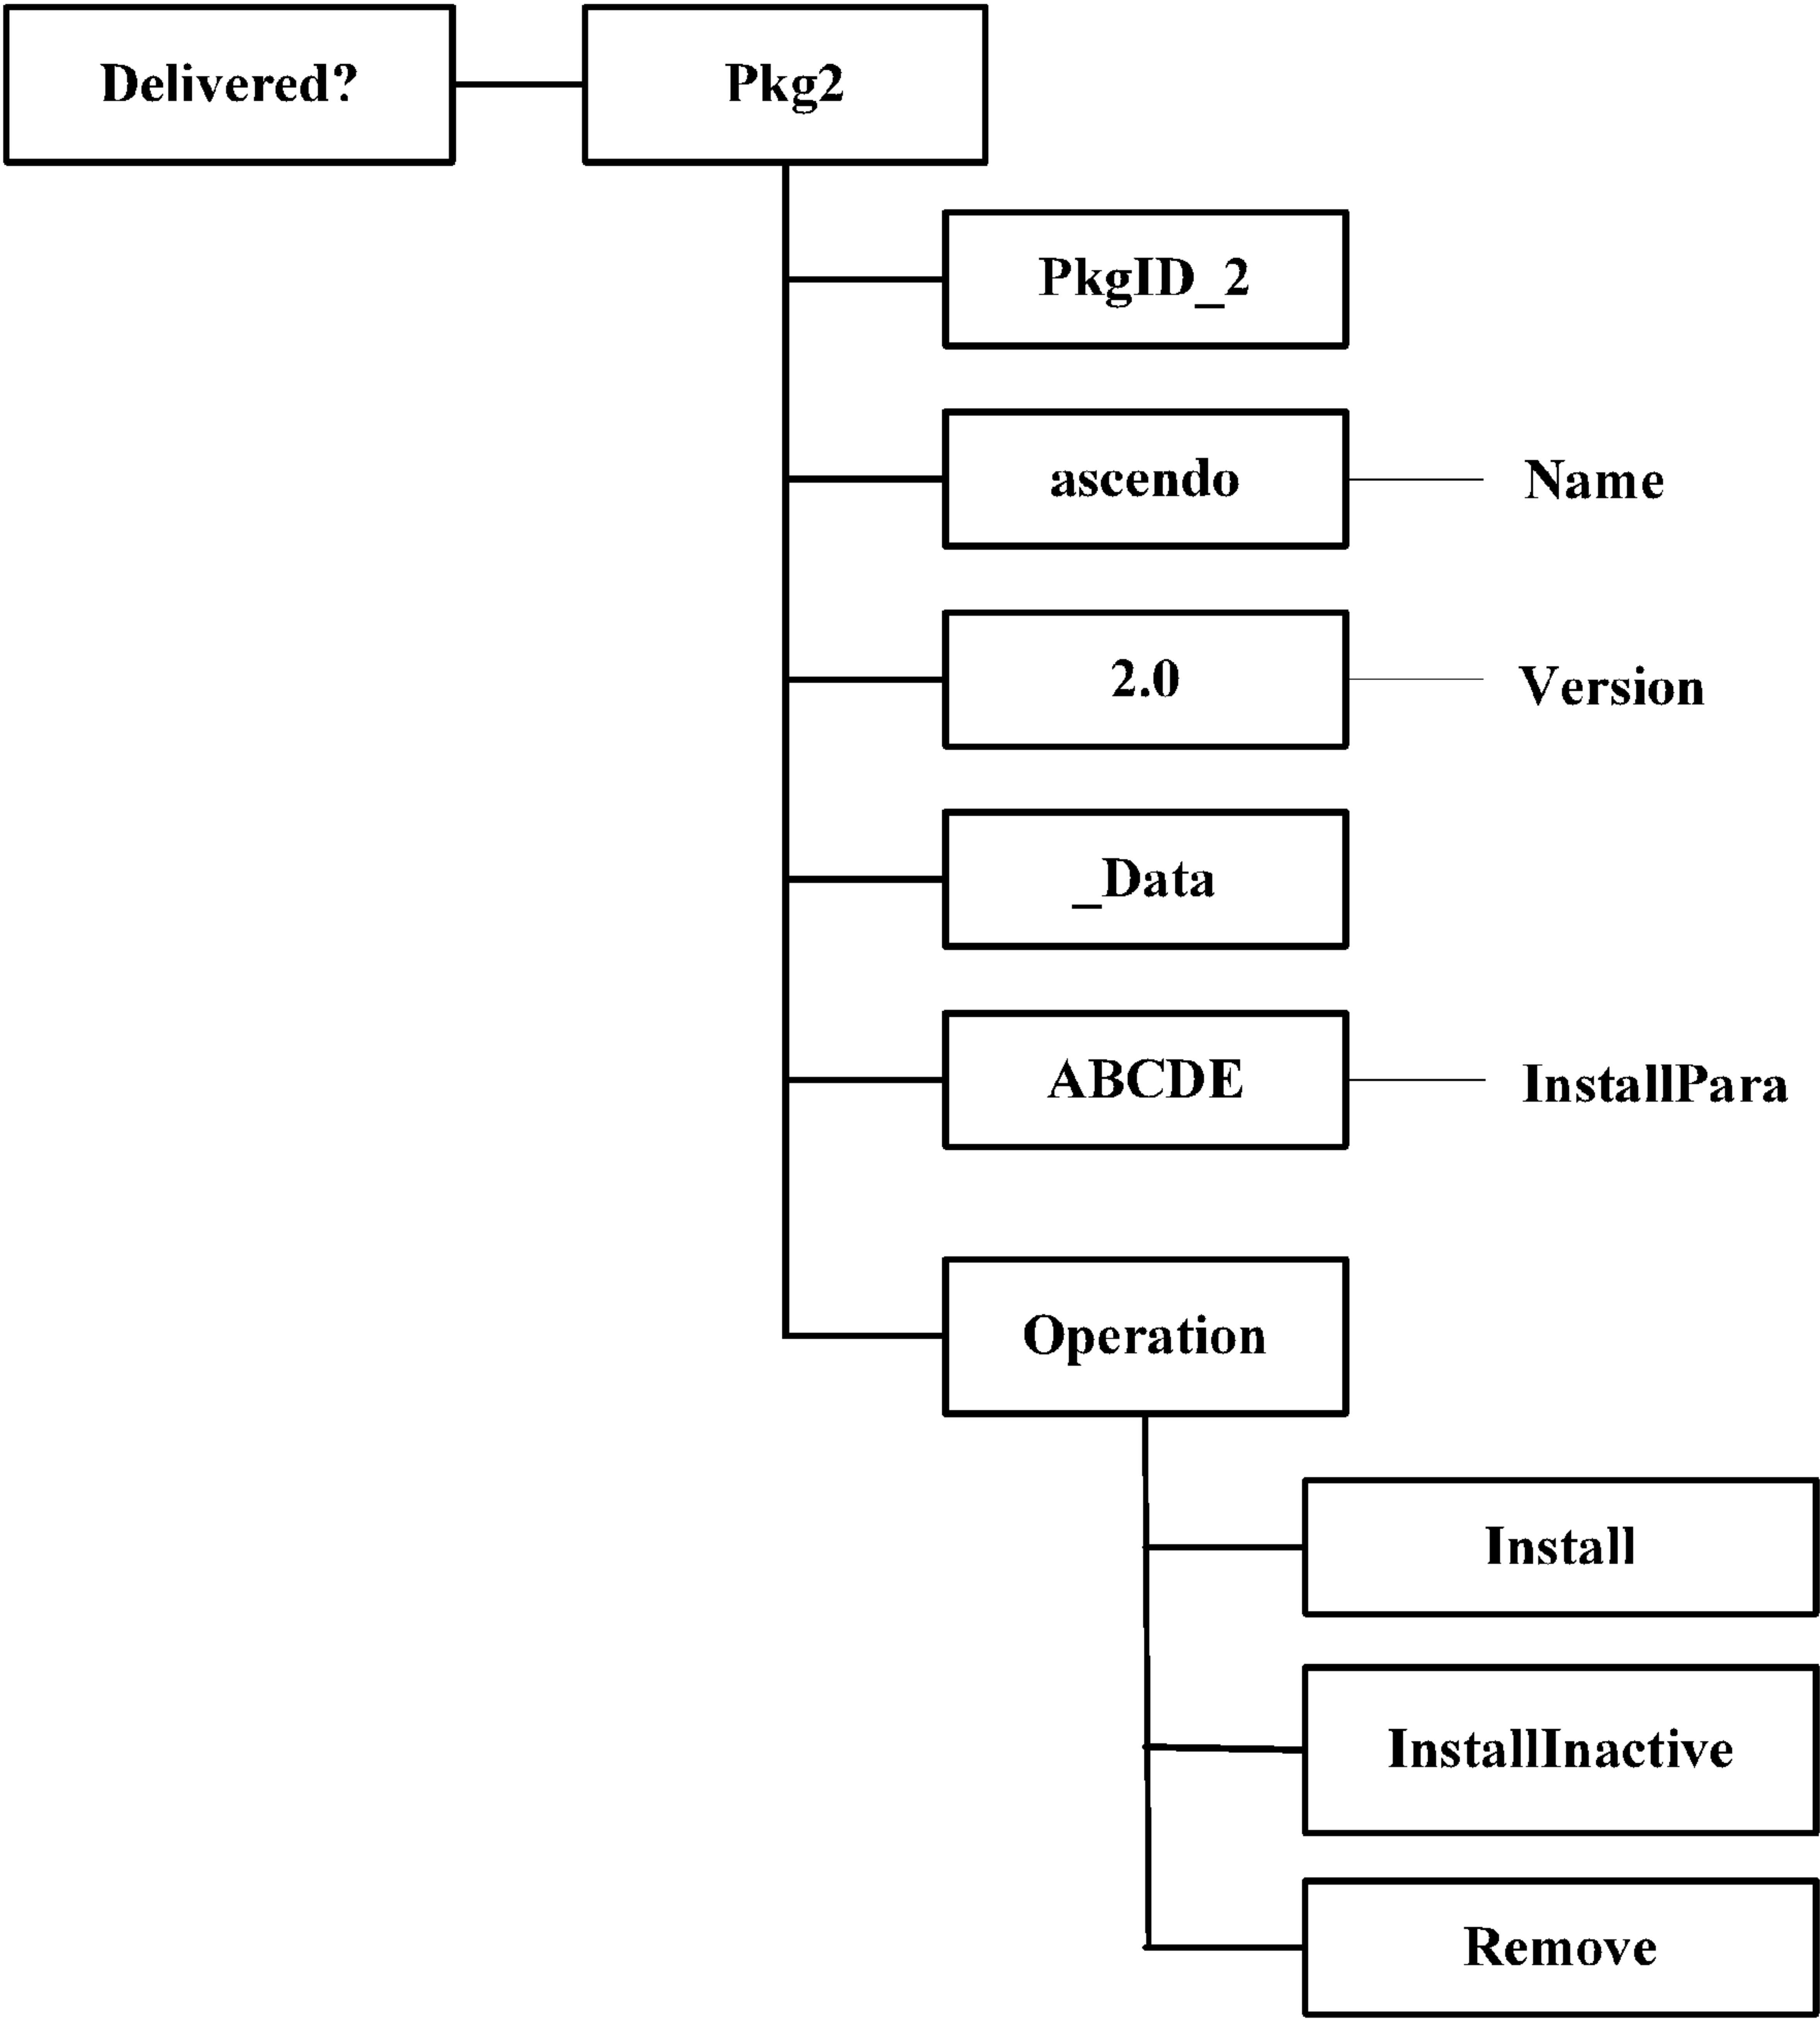 Delivered?
Pkg2
PkgID_2
ascendo
Name
2.0
Version
_Data
ABCDE
InstallPara
Operation
Install
InstallInactive
Remove